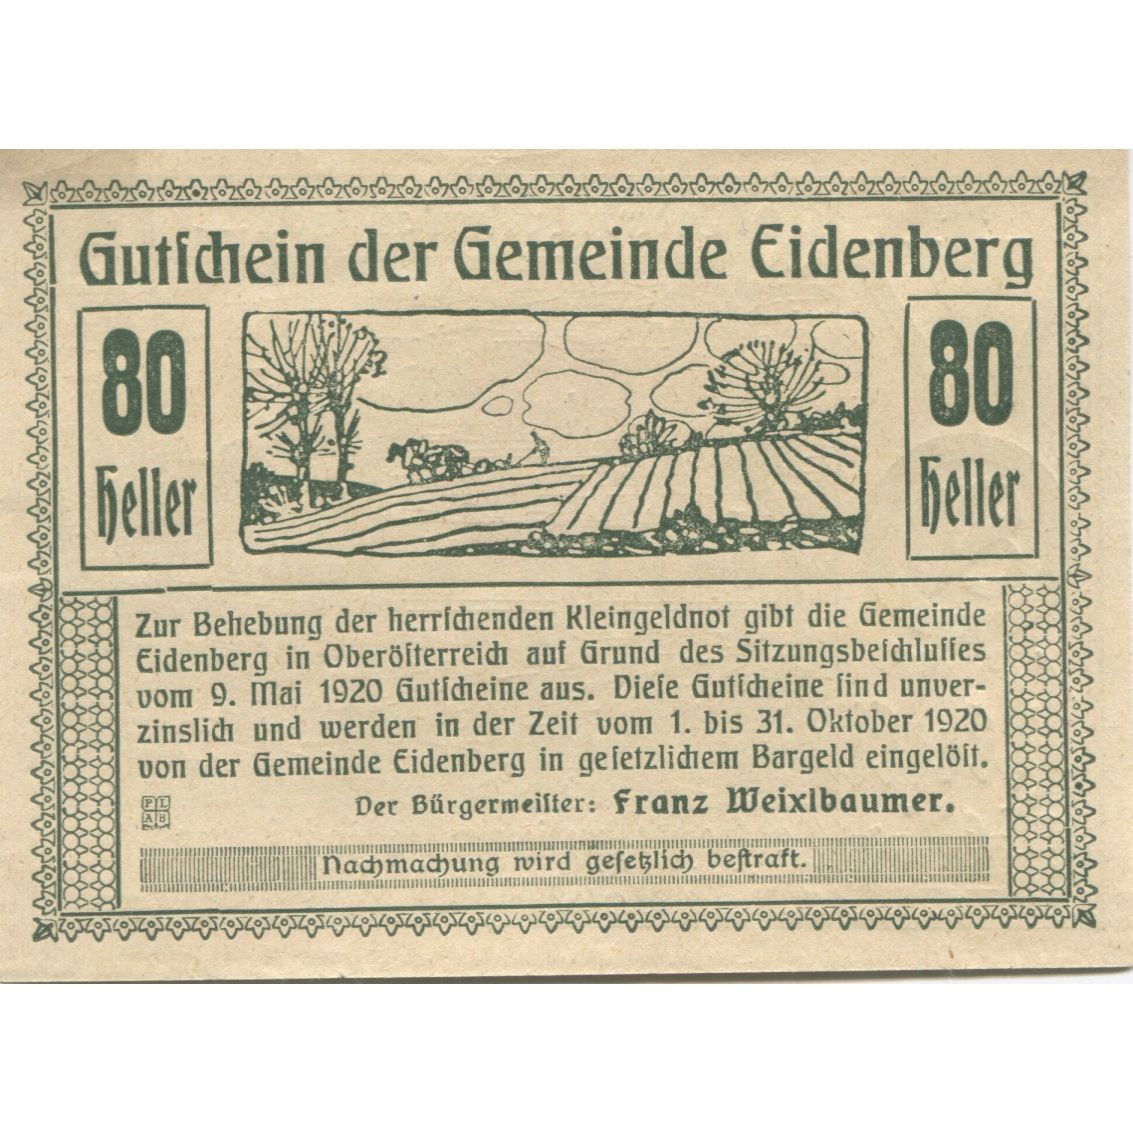 Gutſchein der Gemeinde Eidenberg
80
Heller
80
Heller
Zur Behebung der herrſchenden Kleingeldnot gibt die Gemeinde
Eidenberg in Oberöſterreich auf Grund des Sitzungsbeſchluſſes
vom 9. Mai 1920 Gutſcheine aus. Dieſe Gutſcheine ſind unver-
zinslich und werden in der Zeit vom 1. bis 31. Oktober 1920
von der Gemeinde Eidenberg in geſetzlichem Bargeld eingelöſt.
Der Bürgermeiſter: Franz Weixlbaumer.
PL
AB
Nachmachung wird geſetzlich beſtraft.